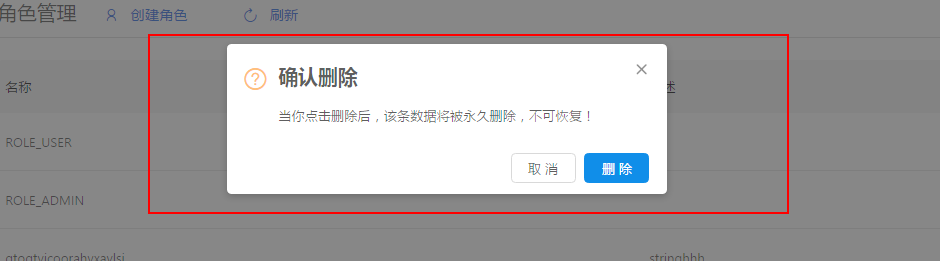 角色管理 创建角色 刷新
确认删除
名称 述
当你点击删除后，该条数据将被永久删除，不可恢复！
ROLE_USER
取 消 删 除
ROLE_ADMIN
stringhhh